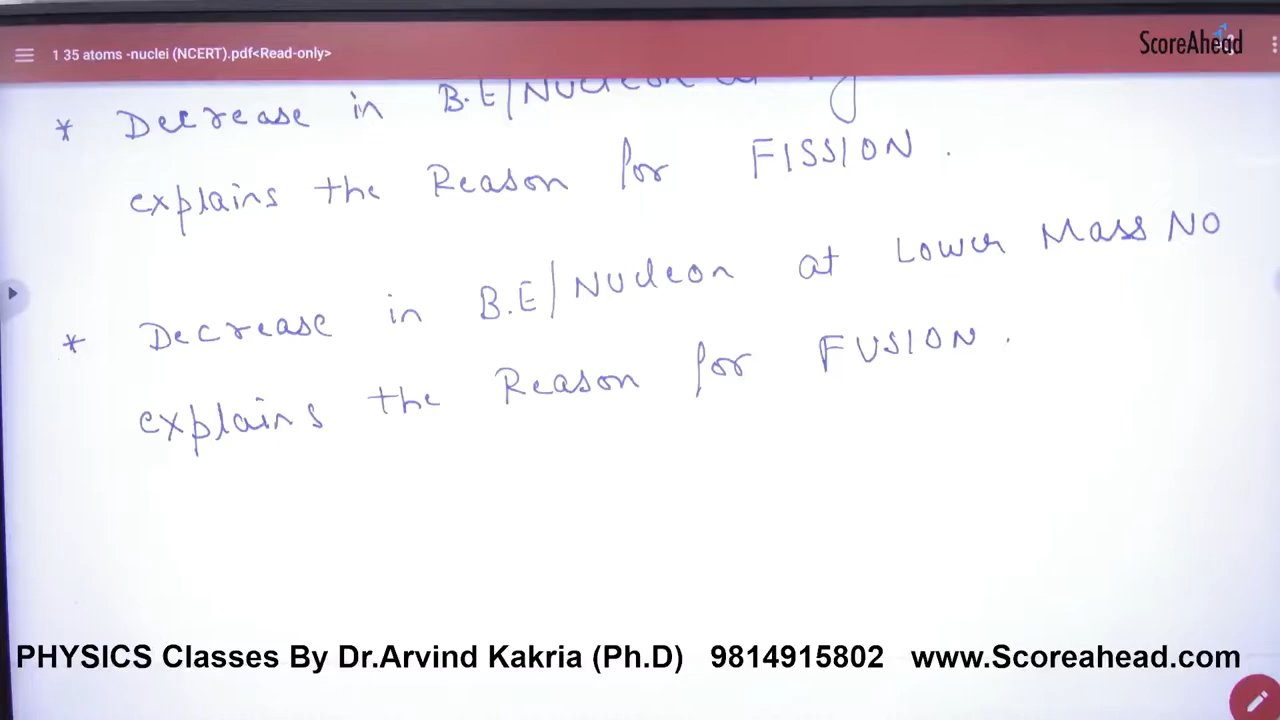 1 35 atoms -nuclei (NCERT).pdf<Read-only>
ScoreAhead
* Decrease in B.E/Nucleon
explains the Reason for FISSION.
* Decrease in B.E/Nucleon at Lower Mass NO
explains the Reason for FUSION.
PHYSICS Classes By Dr.Arvind Kakria (Ph.D) 9814915802 www.Scoreahead.com